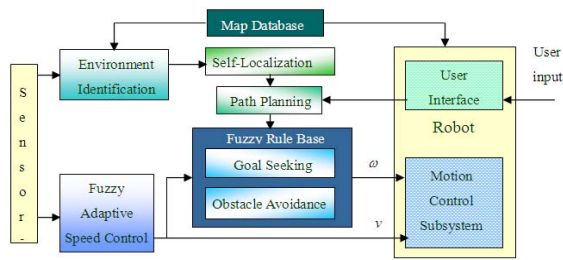 Map Database
Environment
Identification
Self-Localization
Path Planning
User
Interface
User
input
Robot
S
e
n
s
o
r
-
Fuzzy Rule Base
Goal Seeking
Obstacle Avoidance
Fuzzy
Adaptive
Speed Control
ω
v
Motion
Control
Subsystem